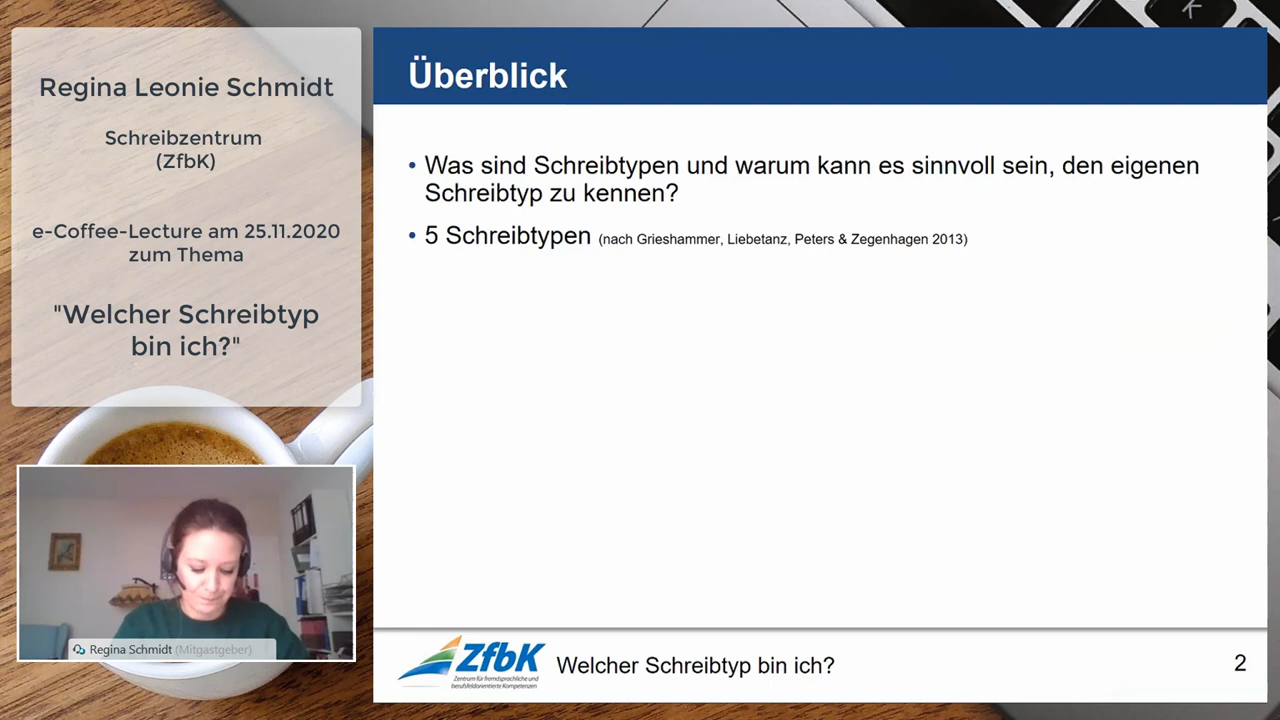 Regina Leonie Schmidt
Schreibzentrum
(ZfbK)
e-Coffee-Lecture am 25.11.2020
zum Thema
"Welcher Schreibtyp
bin ich?"
Regina Schmidt (Mitgastgeber)
Überblick
• Was sind Schreibtypen und warum kann es sinnvoll sein, den eigenen
Schreibtyp zu kennen?
• 5 Schreibtypen (nach Grieshammer, Liebetanz, Peters & Zegenhagen 2013)
ZfbK
Zentrum für fremdsprachliche und
berufsfeldorientierte Kompetenzen
Welcher Schreibtyp bin ich?
2